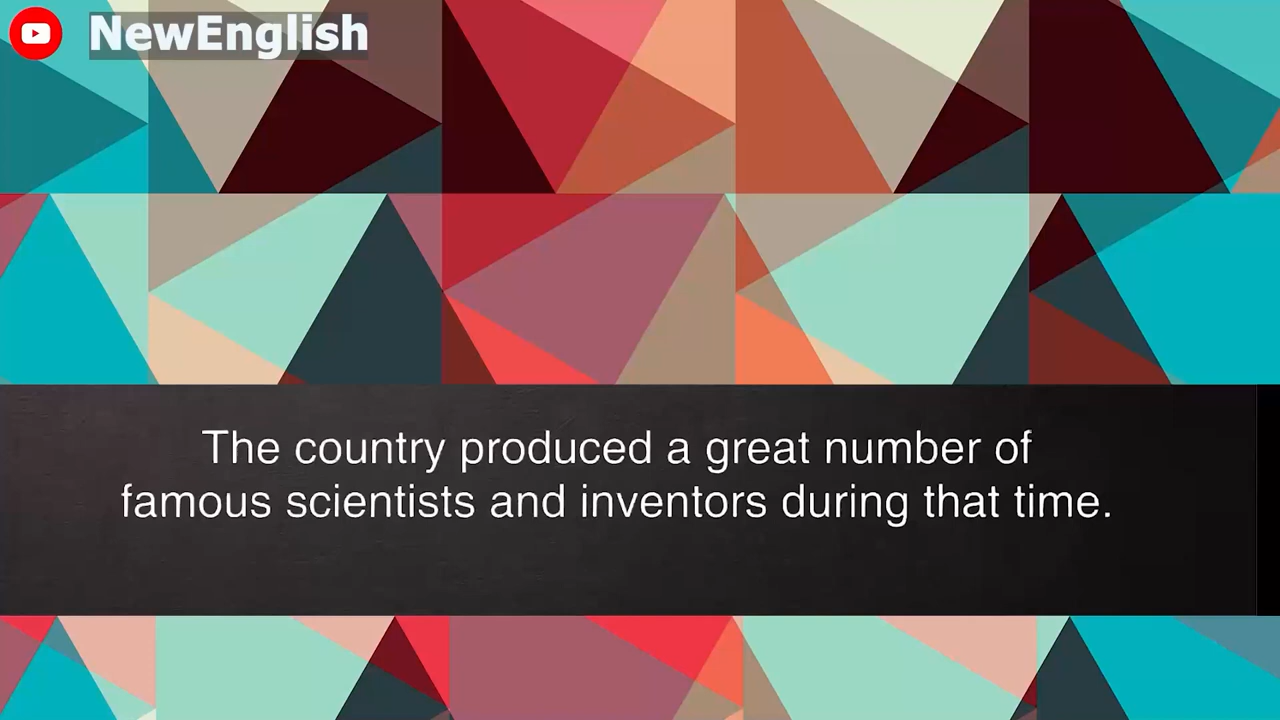 NewEnglish
The country produced a great number of
famous scientists and inventors during that time.